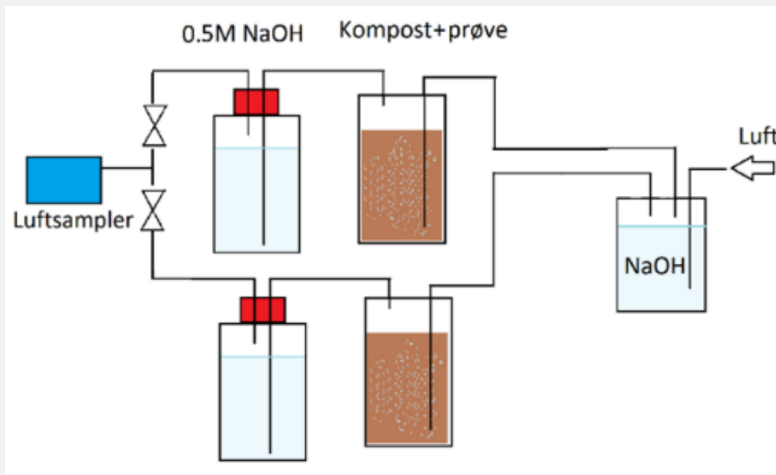 0.5M NaOH
Kompost+prøve
Luft
Luftsampler
NaOH